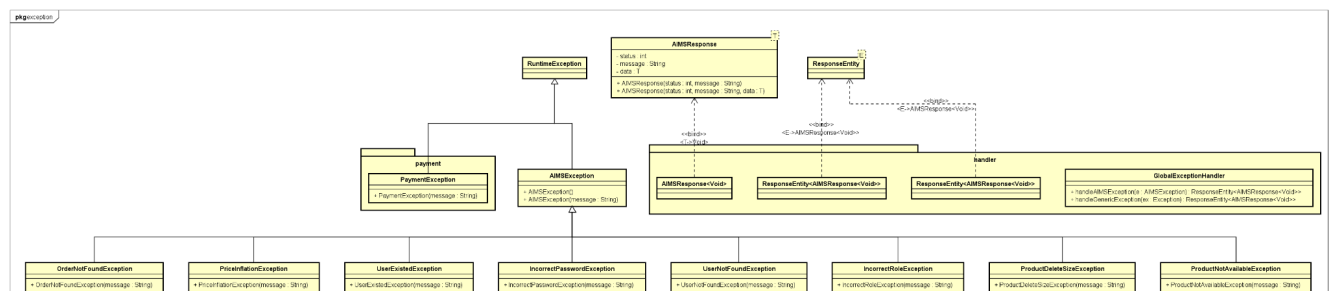 pkg exception
AIMSResponse
T
- status : int
- message : String
- data : T
+ AIMSResponse(status : int, message : String)
+ AIMSResponse(status : int, message : String, data : T)
RuntimeException
ResponseEntity
E
<<bind>>
<E->AIMSResponse<Void>>
<<bind>>
<E->AIMSResponse<Void>>
<<bind>>
<T->Void>
payment
PaymentException
+ PaymentException(message : String)
AIMSException
+ AIMSException()
+ AIMSException(message : String)
handler
AIMSResponse<Void>
ResponseEntity<AIMSResponse<Void>>
ResponseEntity<AIMSResponse<Void>>
GlobalExceptionHandler
+ handleAIMSException(e : AIMSException) : ResponseEntity<AIMSResponse<Void>>
+ handleGenericException(ex : Exception) : ResponseEntity<AIMSResponse<Void>>
OrderNotFoundException
+ OrderNotFoundException(message : String)
PriceInflationException
+ PriceInflationException(message : String)
UserExistedException
+ UserExistedException(message : String)
IncorrectPasswordException
+ IncorrectPasswordException(message : String)
UserNotFoundException
+ UserNotFoundException(message : String)
IncorrectRoleException
+ IncorrectRoleException(message : String)
ProductDeleteSizeException
+ ProductDeleteSizeException(message : String)
ProductNotAvailableException
+ ProductNotAvailableException(message : String)